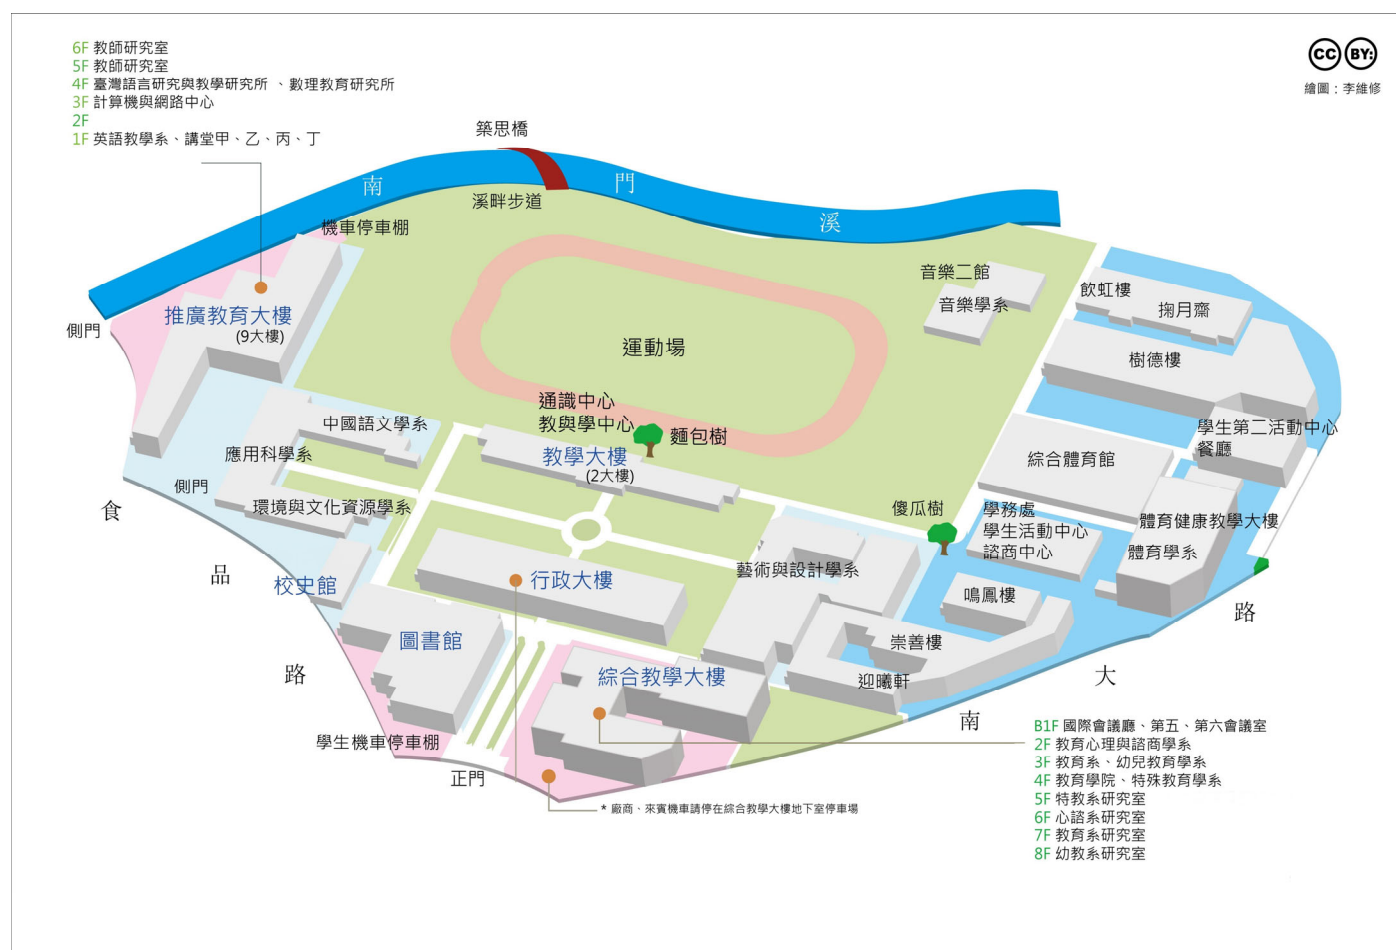 6F 教師研究室
5F 教師研究室
4F 臺灣語言研究與教學研究所 、數理教育研究所
3F 計算機與網路中心
2F
1F 英語教學系、講堂甲、乙、丙、丁
CC BY:
繪圖：李維修
築思橋
南
門
溪
溪畔步道
機車停車棚
推廣教育大樓
(9大樓)
側門
運動場
音樂二館
音樂學系
飲虹樓
掬月齋
樹德樓
學生第二活動中心
餐廳
綜合體育館
通識中心
教與學中心
麵包樹
教學大樓
(2大樓)
中國語文學系
應用科學系
側門
環境與文化資源學系
食
品
路
校史館
行政大樓
圖書館
傻瓜樹
學務處
學生活動中心
諮商中心
體育健康教學大樓
體育學系
藝術與設計學系
鳴鳳樓
崇善樓
迎曦軒
綜合教學大樓
南
大
路
學生機車停車棚
正門
* 廠商、來賓機車請停在綜合教學大樓地下室停車場
B1F 國際會議廳、第五、第六會議室
2F 教育心理與諮商學系
3F 教育系、幼兒教育學系
4F 教育學院、特殊教育學系
5F 特教系研究室
6F 心諮系研究室
7F 教育系研究室
8F 幼教系研究室